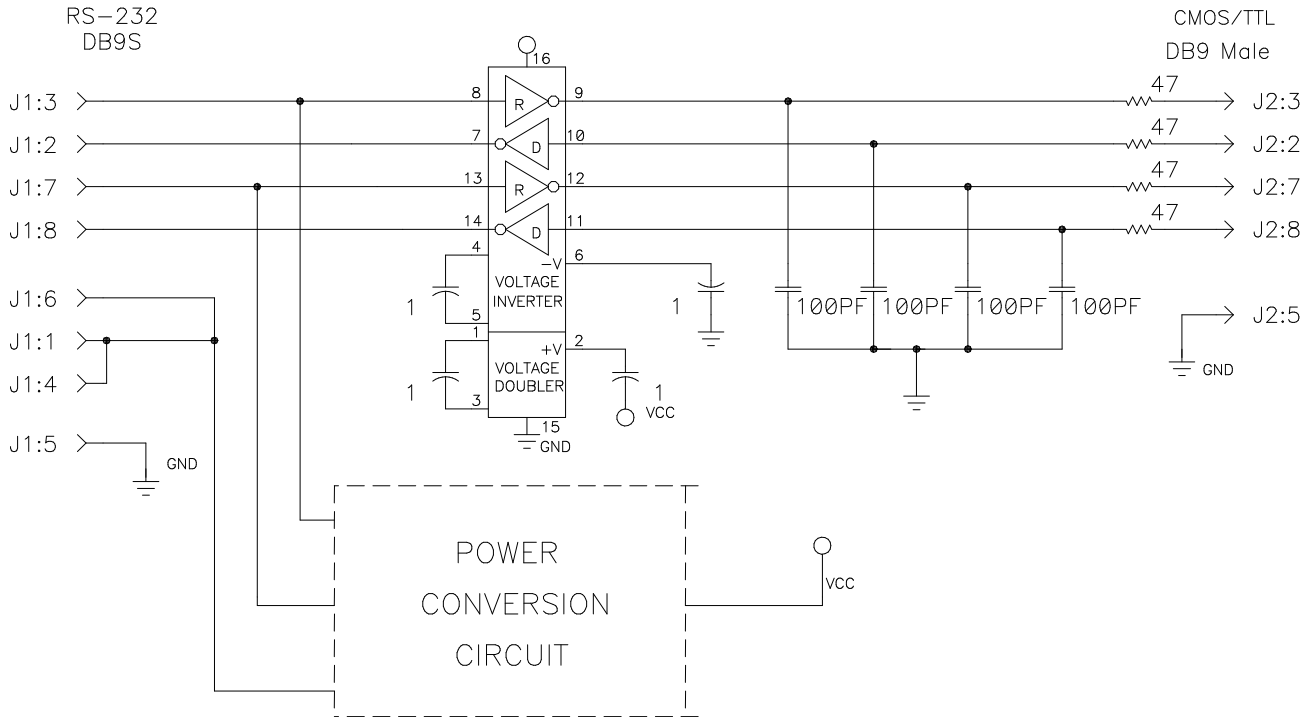 RS-232
DB9S
CMOS/TTL
DB9 Male
16
J1:3
8
R
9
47
J2:3
J1:2
7
D
10
47
J2:2
J1:7
13
R
12
47
J2:7
J1:8
14
D
11
47
J2:8
4
-V
6
VOLTAGE
INVERTER
1
1
5
100PF
100PF
100PF
100PF
J1:6
J2:5
GND
J1:1
1
+V
2
VOLTAGE
DOUBLER
J1:4
1
3
1
VCC
15
GND
J1:5
GND
POWER
CONVERSION
CIRCUIT
VCC